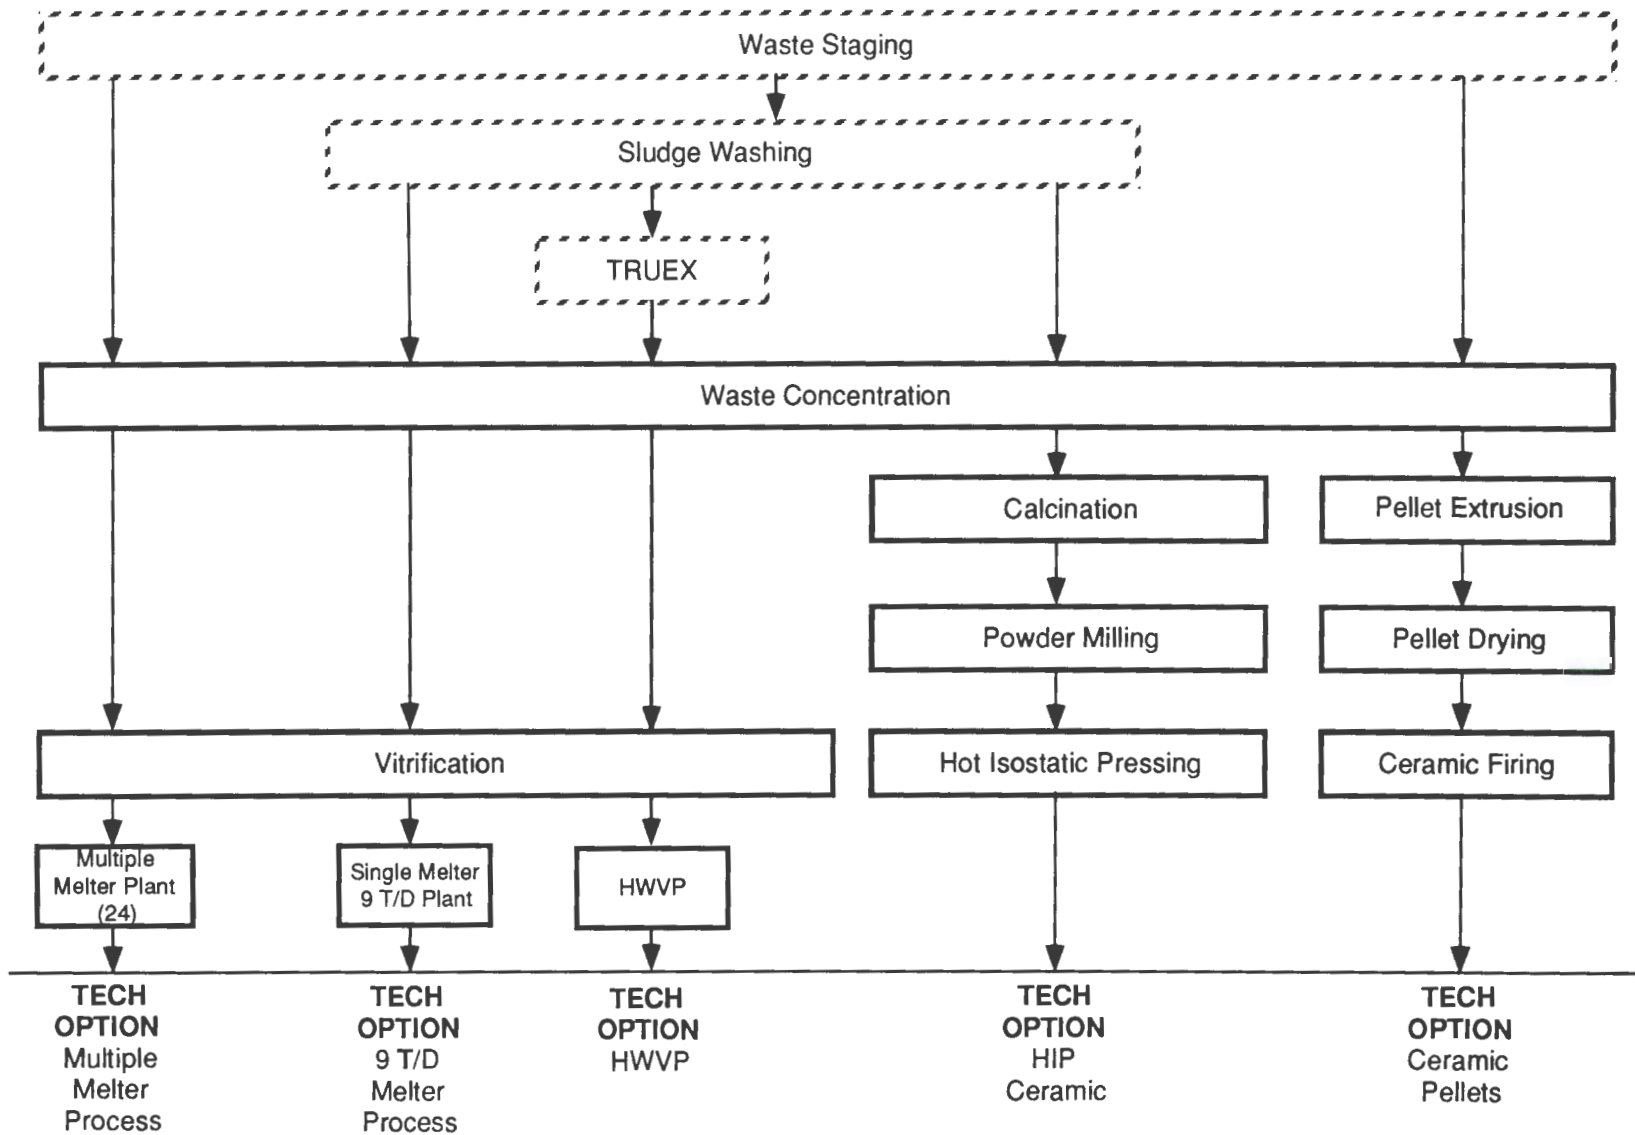 Waste Staging
Sludge Washing
TRUEX
Waste Concentration
Calcination
Pellet Extrusion
Powder Milling
Pellet Drying
Vitrification
Hot Isostatic Pressing
Ceramic Firing
Multiple
Melter Plant
(24)
Single Melter
9 T/D Plant
HWVP
TECH
OPTION
Multiple
Melter
Process
TECH
OPTION
9 T/D
Melter
Process
TECH
OPTION
HWVP
TECH
OPTION
HIP
Ceramic
TECH
OPTION
Ceramic
Pellets